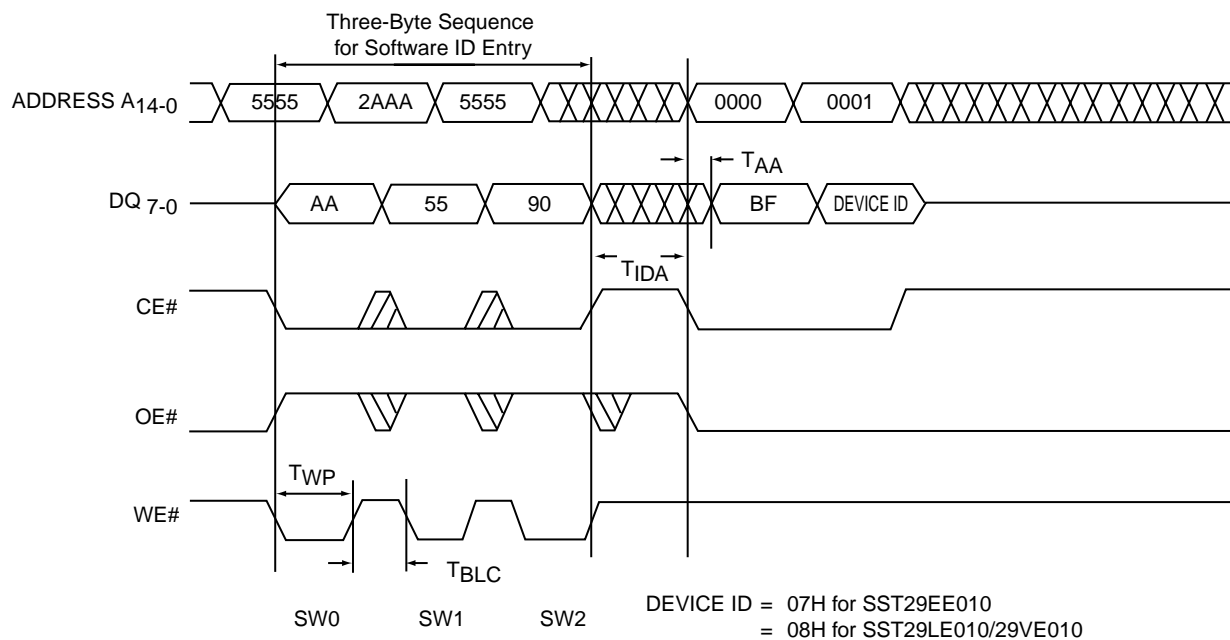 Three-Byte Sequence
for Software ID Entry
ADDRESS A14-0
5555
2AAA
5555
0000
0001
TAA
DQ 7-0
AA
55
90
BF
DEVICE ID
TIDA
CE#
OE#
TWP
WE#
TBLC
SW0
SW1
SW2
DEVICE ID = 07H for SST29EE010
= 08H for SST29LE010/29VE010